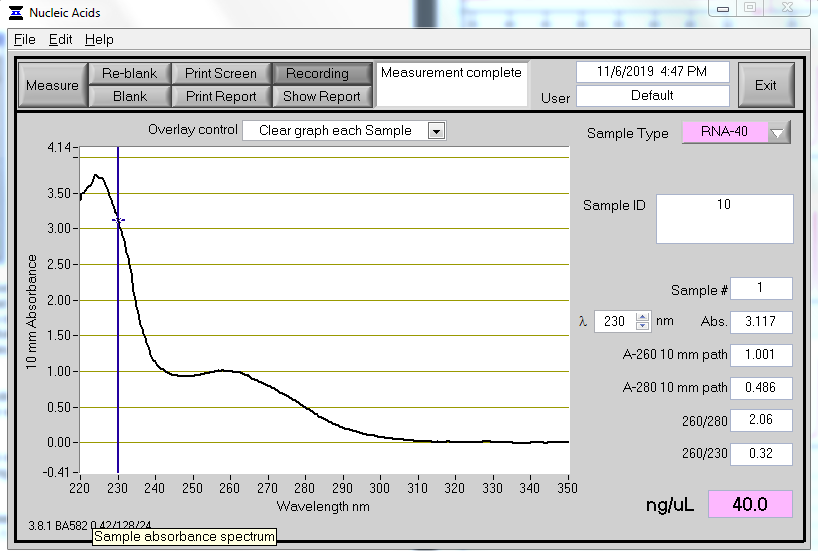 Nucleic Acids
File Edit Help
Measure
Re-blank
Print Screen
Recording
Blank
Print Report
Show Report
Measurement complete
User
11/6/2019 4:47 PM
Default
Exit
Overlay control
Clear graph each Sample
Sample Type
RNA-40
Sample ID
10
Sample #
1
λ 230 nm
Abs.
3.117
A-260 10 mm path
1.001
A-280 10 mm path
0.486
260/280
2.06
260/230
0.32
ng/uL
40.0
10 mm Absorbance
4.14
3.50
3.00
2.50
2.00
1.50
1.00
0.50
0.00
-0.41
220 230 240 250 260 270 280 290 300 310 320 330 340 350
Wavelength nm
3.8.1 BA582 0.42/128/24
Sample absorbance spectrum